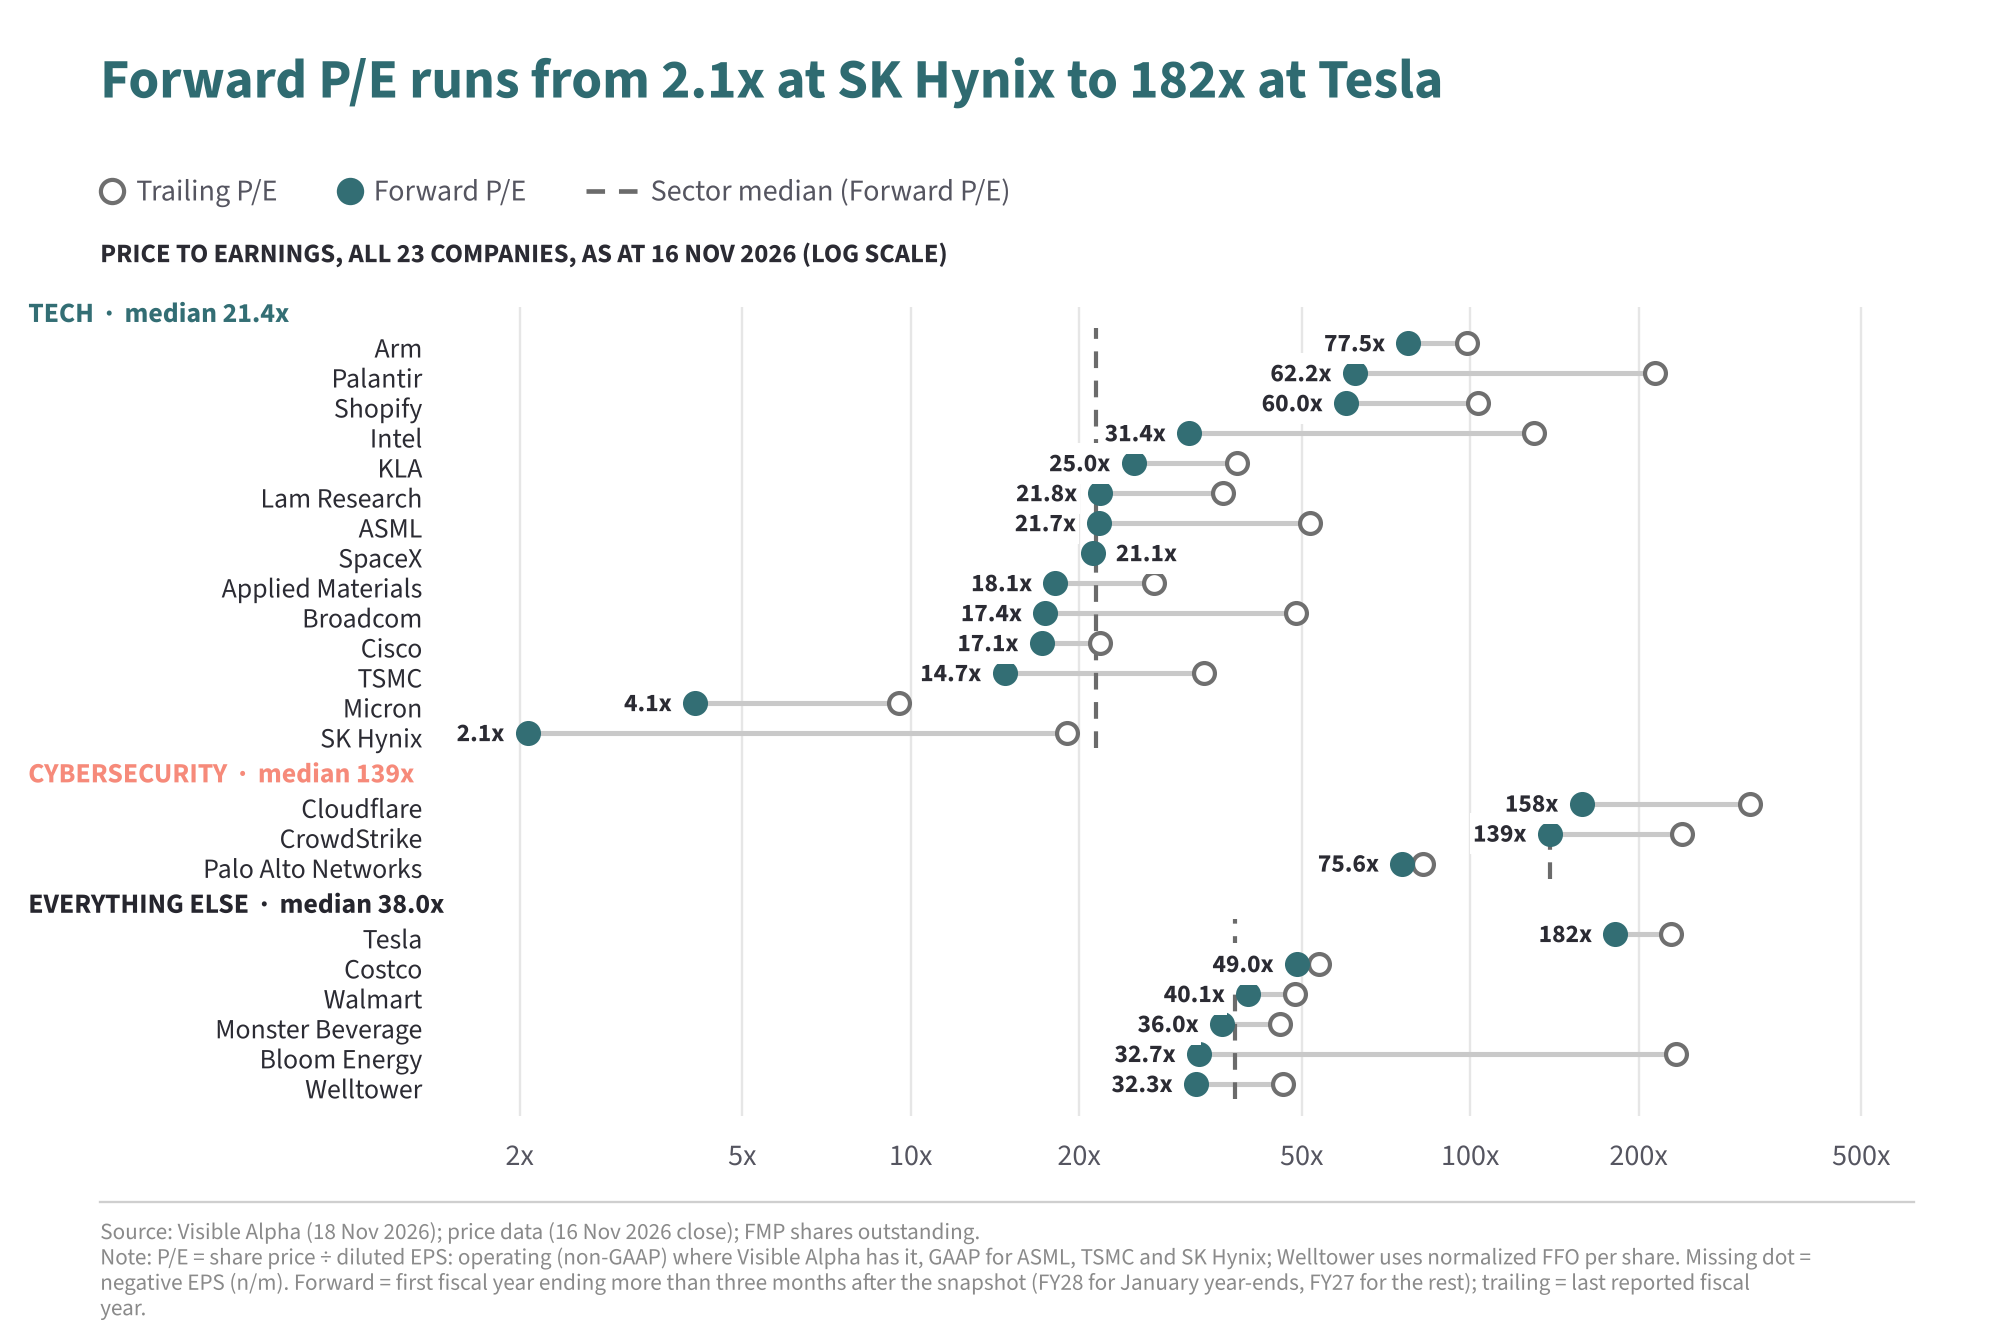 Forward P/E runs from 2.1x at SK Hynix to 182x at Tesla
Trailing P/E Forward P/E Sector median (Forward P/E)
PRICE TO EARNINGS, ALL 23 COMPANIES, AS AT 16 NOV 2026 (LOG SCALE)
TECH · median 21.4x
Arm 77.5x
Palantir 62.2x
Shopify 60.0x
Intel 31.4x
KLA 25.0x
Lam Research 21.8x
ASML 21.7x
SpaceX 21.1x
Applied Materials 18.1x
Broadcom 17.4x
Cisco 17.1x
TSMC 14.7x
Micron 4.1x
SK Hynix 2.1x
CYBERSECURITY · median 139x
Cloudflare 158x
CrowdStrike 139x
Palo Alto Networks 75.6x
EVERYTHING ELSE · median 38.0x
Tesla 182x
Costco 49.0x
Walmart 40.1x
Monster Beverage 36.0x
Bloom Energy 32.7x
Welltower 32.3x
2x 5x 10x 20x 50x 100x 200x 500x
Source: Visible Alpha (18 Nov 2026); price data (16 Nov 2026 close); FMP shares outstanding.
Note: P/E = share price ÷ diluted EPS: operating (non-GAAP) where Visible Alpha has it, GAAP for ASML, TSMC and SK Hynix; Welltower uses normalized FFO per share. Missing dot =
negative EPS (n/m). Forward = first fiscal year ending more than three months after the snapshot (FY28 for January year-ends, FY27 for the rest); trailing = last reported fiscal
year.